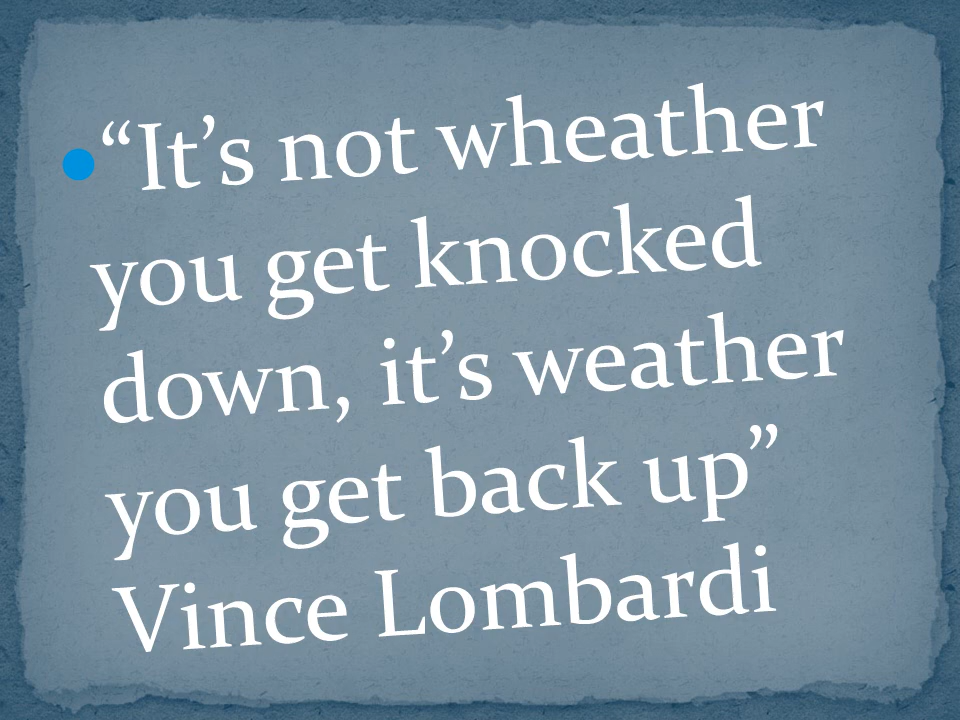 • “It’s not wheather
you get knocked
down, it’s weather
you get back up”
Vince Lombardi